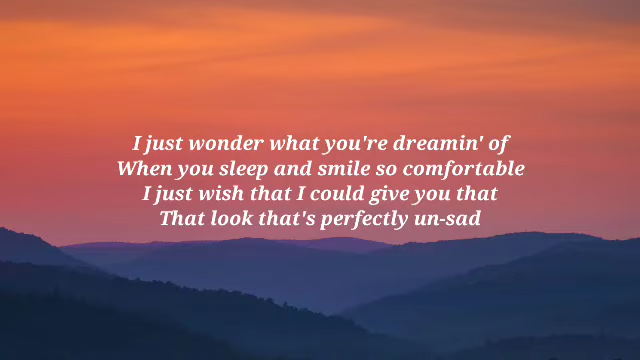 I just wonder what you're dreamin' of
When you sleep and smile so comfortable
I just wish that I could give you that
That look that's perfectly un-sad